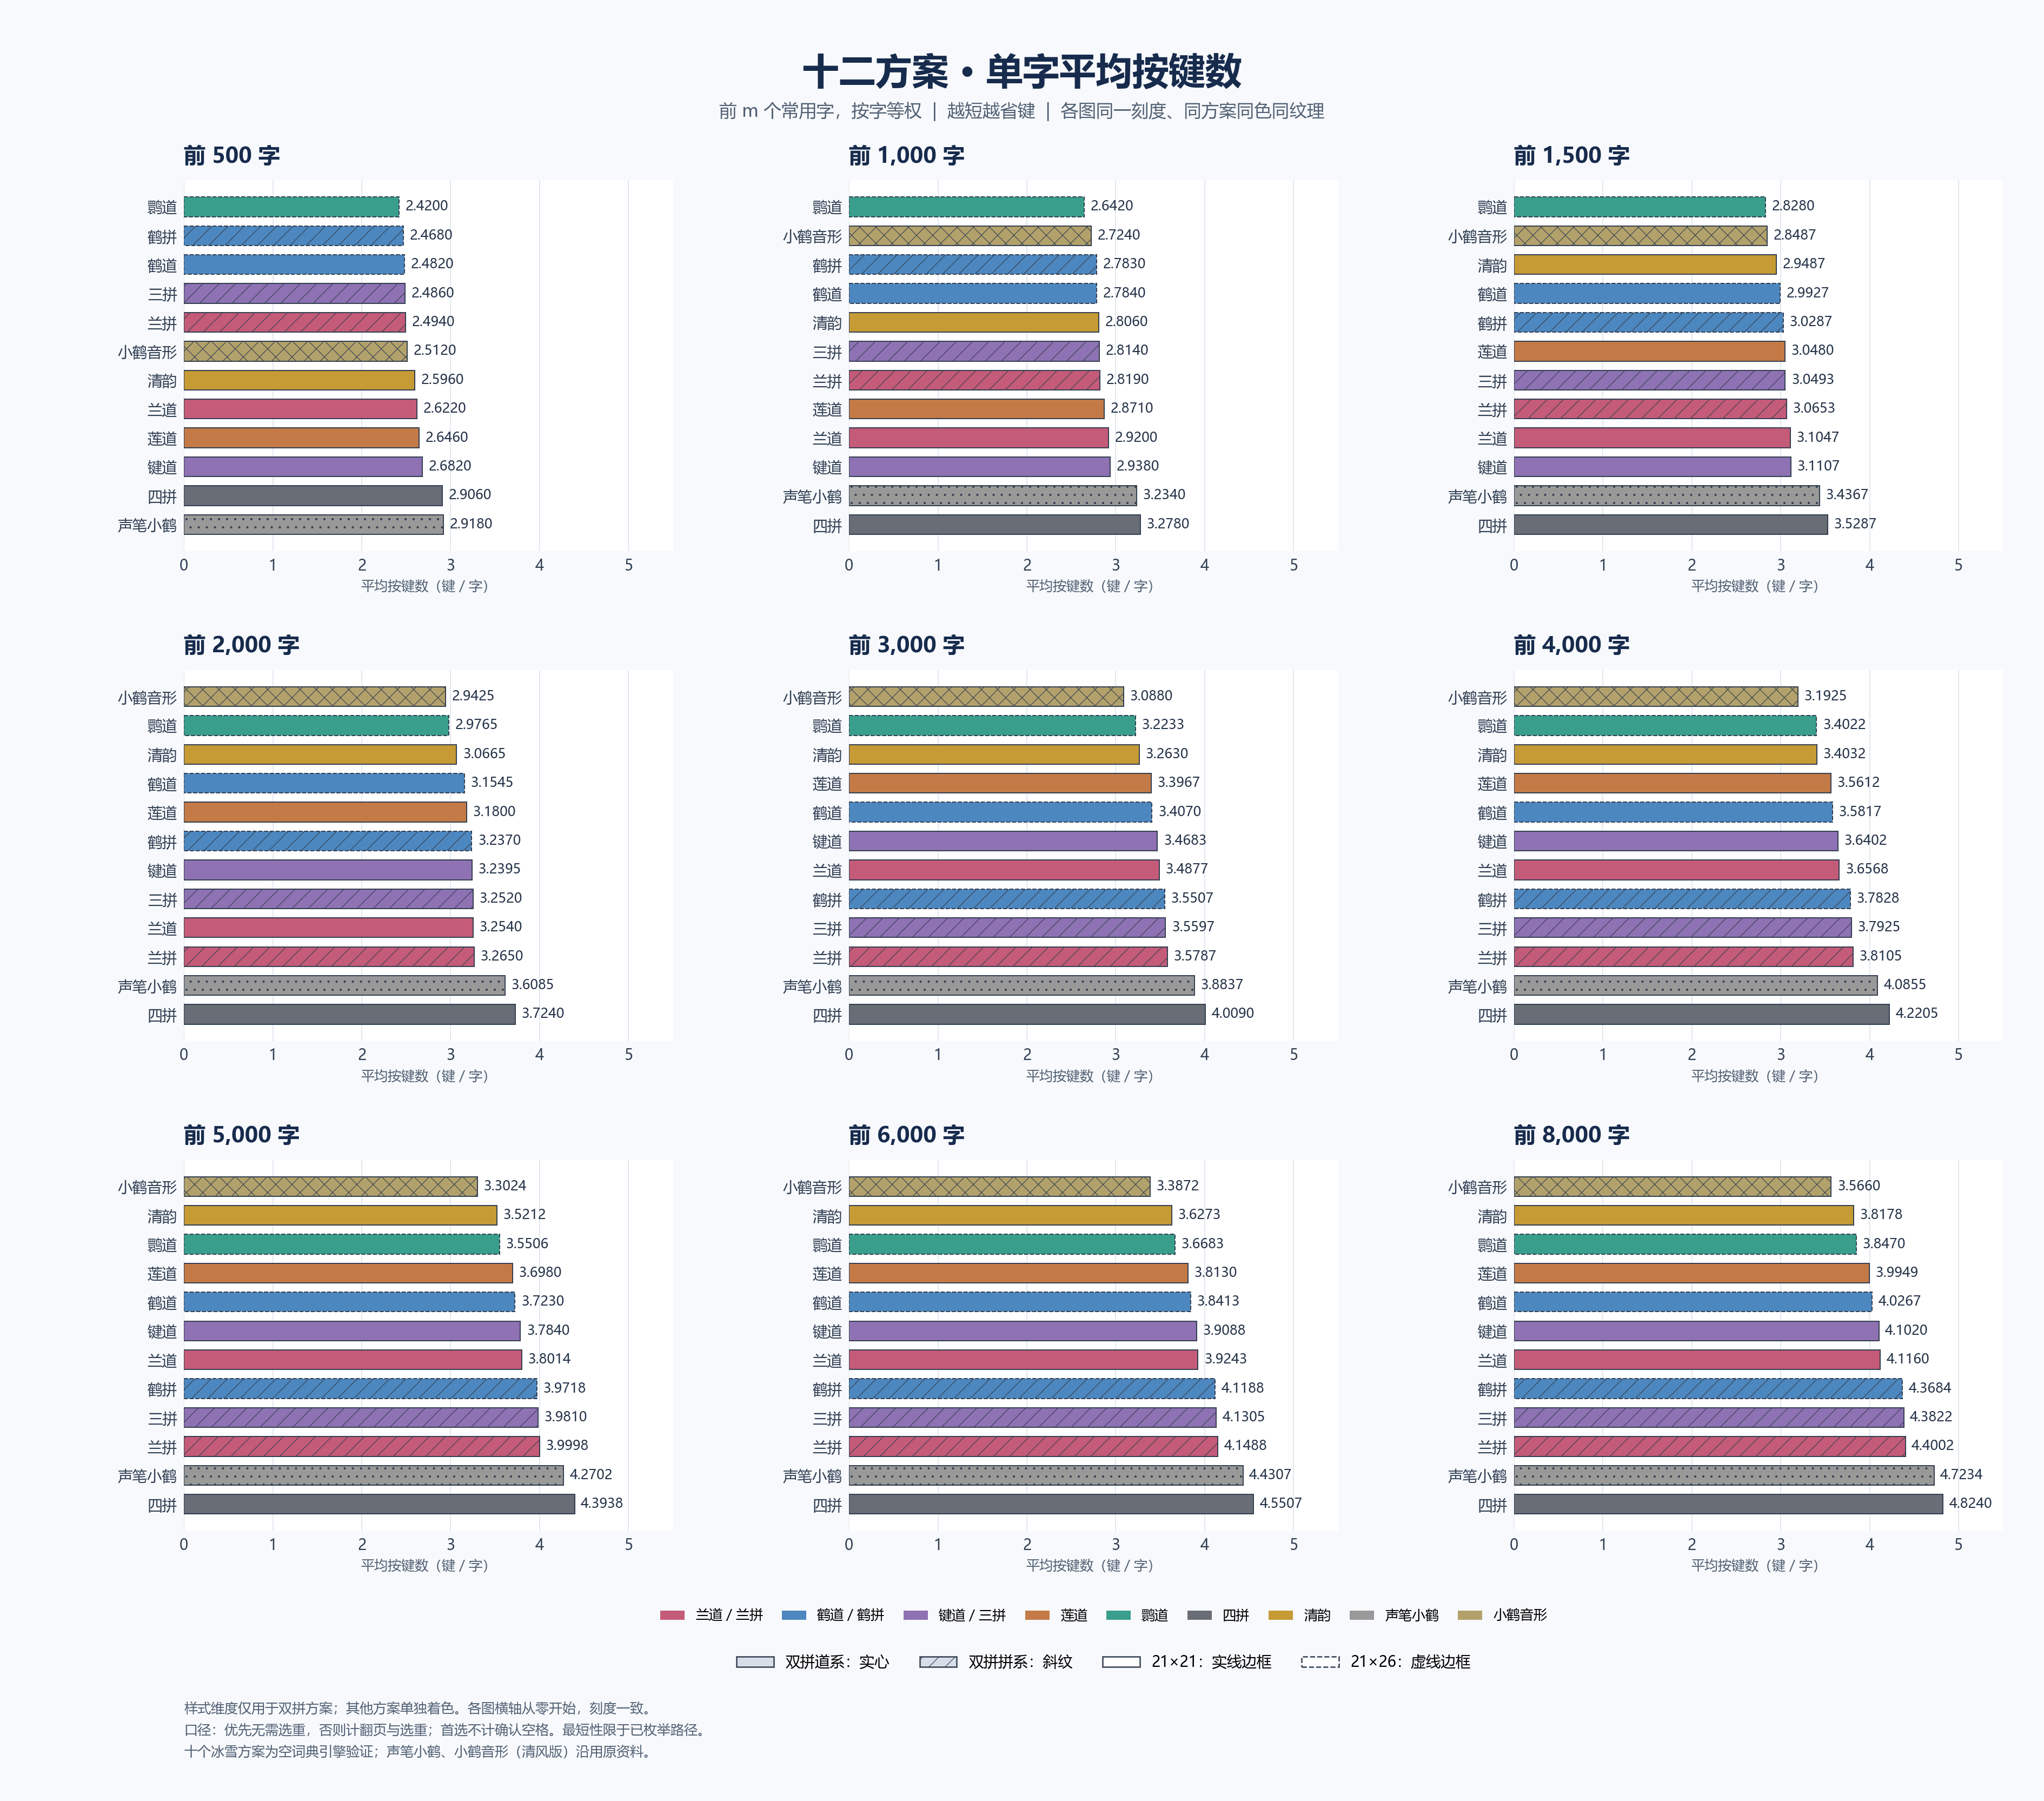 十二方案 · 单字平均按键数
前 m 个常用字，按字等权 | 越短越省键 | 各图同一刻度、同方案同色同纹理
前 500 字
鹮道 2.4200
鹤拼 2.4680
鹤道 2.4820
三拼 2.4860
兰拼 2.4940
小鹤音形 2.5120
清韵 2.5960
兰道 2.6220
莲道 2.6460
键道 2.6820
四拼 2.9060
声笔小鹤 2.9180
0 1 2 3 4 5
平均按键数（键 / 字）
前 1,000 字
鹮道 2.6420
小鹤音形 2.7240
鹤拼 2.7830
鹤道 2.7840
清韵 2.8060
三拼 2.8140
兰拼 2.8190
莲道 2.8710
兰道 2.9200
键道 2.9380
声笔小鹤 3.2340
四拼 3.2780
0 1 2 3 4 5
平均按键数（键 / 字）
前 1,500 字
鹮道 2.8280
小鹤音形 2.8487
清韵 2.9487
鹤道 2.9927
鹤拼 3.0287
莲道 3.0480
三拼 3.0493
兰拼 3.0653
兰道 3.1047
键道 3.1107
声笔小鹤 3.4367
四拼 3.5287
0 1 2 3 4 5
平均按键数（键 / 字）
前 2,000 字
小鹤音形 2.9425
鹮道 2.9765
清韵 3.0665
鹤道 3.1545
莲道 3.1800
鹤拼 3.2370
键道 3.2395
三拼 3.2520
兰道 3.2540
兰拼 3.2650
声笔小鹤 3.6085
四拼 3.7240
0 1 2 3 4 5
平均按键数（键 / 字）
前 3,000 字
小鹤音形 3.0880
鹮道 3.2233
清韵 3.2630
莲道 3.3967
鹤道 3.4070
键道 3.4683
兰道 3.4877
鹤拼 3.5507
三拼 3.5597
兰拼 3.5787
声笔小鹤 3.8837
四拼 4.0090
0 1 2 3 4 5
平均按键数（键 / 字）
前 4,000 字
小鹤音形 3.1925
鹮道 3.4022
清韵 3.4032
莲道 3.5612
鹤道 3.5817
键道 3.6402
兰道 3.6568
鹤拼 3.7828
三拼 3.7925
兰拼 3.8105
声笔小鹤 4.0855
四拼 4.2205
0 1 2 3 4 5
平均按键数（键 / 字）
前 5,000 字
小鹤音形 3.3024
清韵 3.5212
鹮道 3.5506
莲道 3.6980
鹤道 3.7230
键道 3.7840
兰道 3.8014
鹤拼 3.9718
三拼 3.9810
兰拼 3.9998
声笔小鹤 4.2702
四拼 4.3938
0 1 2 3 4 5
平均按键数（键 / 字）
前 6,000 字
小鹤音形 3.3872
清韵 3.6273
鹮道 3.6683
莲道 3.8130
鹤道 3.8413
键道 3.9088
兰道 3.9243
鹤拼 4.1188
三拼 4.1305
兰拼 4.1488
声笔小鹤 4.4307
四拼 4.5507
0 1 2 3 4 5
平均按键数（键 / 字）
前 8,000 字
小鹤音形 3.5660
清韵 3.8178
鹮道 3.8470
莲道 3.9949
鹤道 4.0267
键道 4.1020
兰道 4.1160
鹤拼 4.3684
三拼 4.3822
兰拼 4.4002
声笔小鹤 4.7234
四拼 4.8240
0 1 2 3 4 5
平均按键数（键 / 字）
兰道 / 兰拼 鹤道 / 鹤拼 键道 / 三拼 莲道 鹮道 四拼 清韵 声笔小鹤 小鹤音形
双拼道系：实心 双拼拼系：斜纹 21×21：实线边框 21×26：虚线边框
样式维度仅用于双拼方案；其他方案单独着色。各图横轴从零开始，刻度一致。
口径：优先无需选重，否则计翻页与选重；首选不计确认空格。最短性限于已枚举路径。
十个冰雪方案为空词典引擎验证；声笔小鹤、小鹤音形（清风版）沿用原资料。